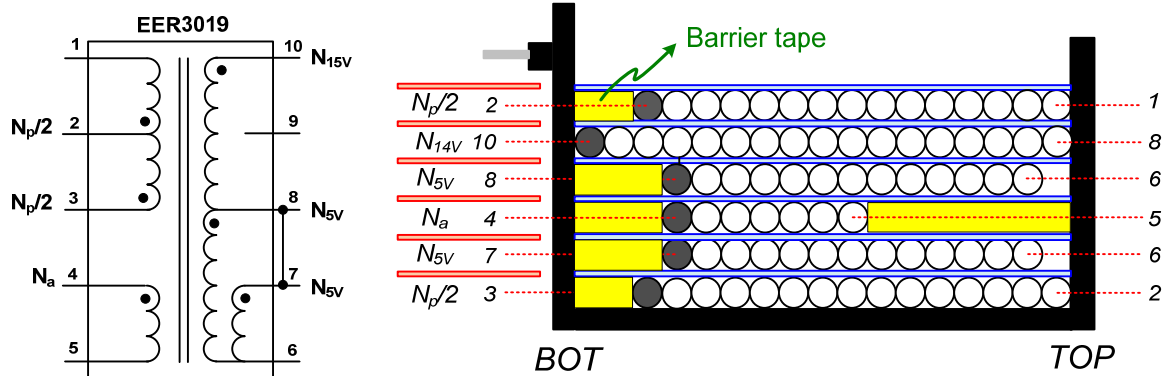 EER3019
1 10 N15V
Np/2 2 9
Np/2 3 8 N5V
Na 4 7 N5V
5 6
Barrier tape
Np/2 2 1
N14V 10 8
N5V 8 6
Na 4 5
N5V 7 6
Np/2 3 2
BOT TOP